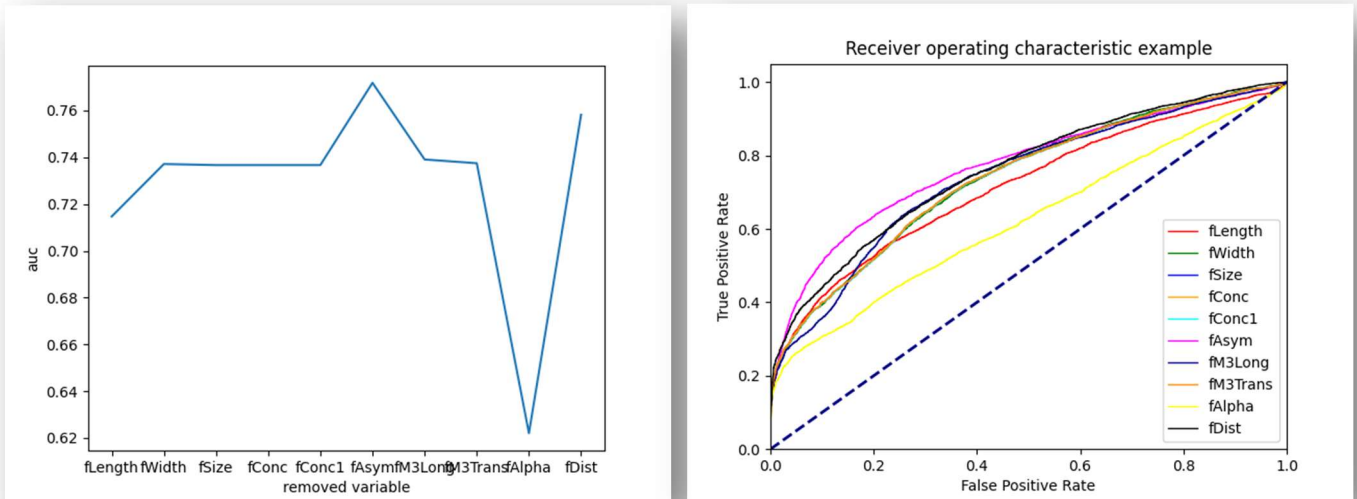 0.76
0.74
0.72
0.70
0.68
0.66
0.64
0.62
auc
fLength fWidth fSize fConc fConc1 fAsym fM3Long fM3Trans fAlpha fDist
removed variable
Receiver operating characteristic example
1.0
0.8
0.6
0.4
0.2
0.0
True Positive Rate
fLength
fWidth
fSize
fConc
fConc1
fAsym
fM3Long
fM3Trans
fAlpha
fDist
0.0 0.2 0.4 0.6 0.8 1.0
False Positive Rate